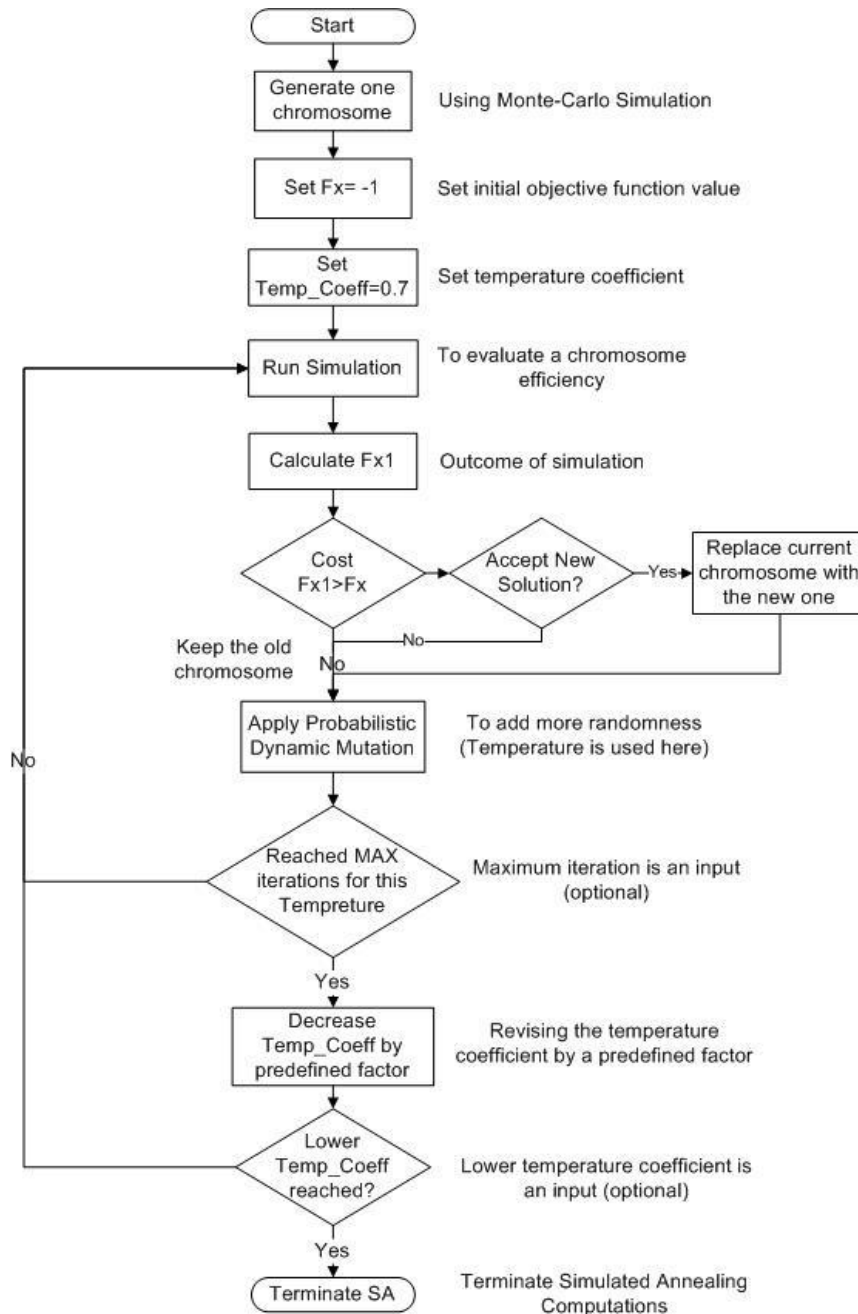 Start
Generate one
chromosome
Using Monte-Carlo Simulation
Set Fx= -1
Set initial objective function value
Set
Temp_Coeff=0.7
Set temperature coefficient
Run Simulation
To evaluate a chromosome
efficiency
Calculate Fx1
Outcome of simulation
Cost
Fx1>Fx
Accept New
Solution?
Yes
Replace current
chromosome with
the new one
No
Keep the old
chromosome
No
Apply Probabilistic
Dynamic Mutation
To add more randomness
(Temperature is used here)
No
Reached MAX
iterations for this
Tempreture
Maximum iteration is an input
(optional)
Yes
Decrease
Temp_Coeff by
predefined factor
Revising the temperature
coefficient by a predefined factor
Lower
Temp_Coeff
reached?
Lower temperature coefficient is
an input (optional)
Yes
Terminate SA
Terminate Simulated Annealing
Computations